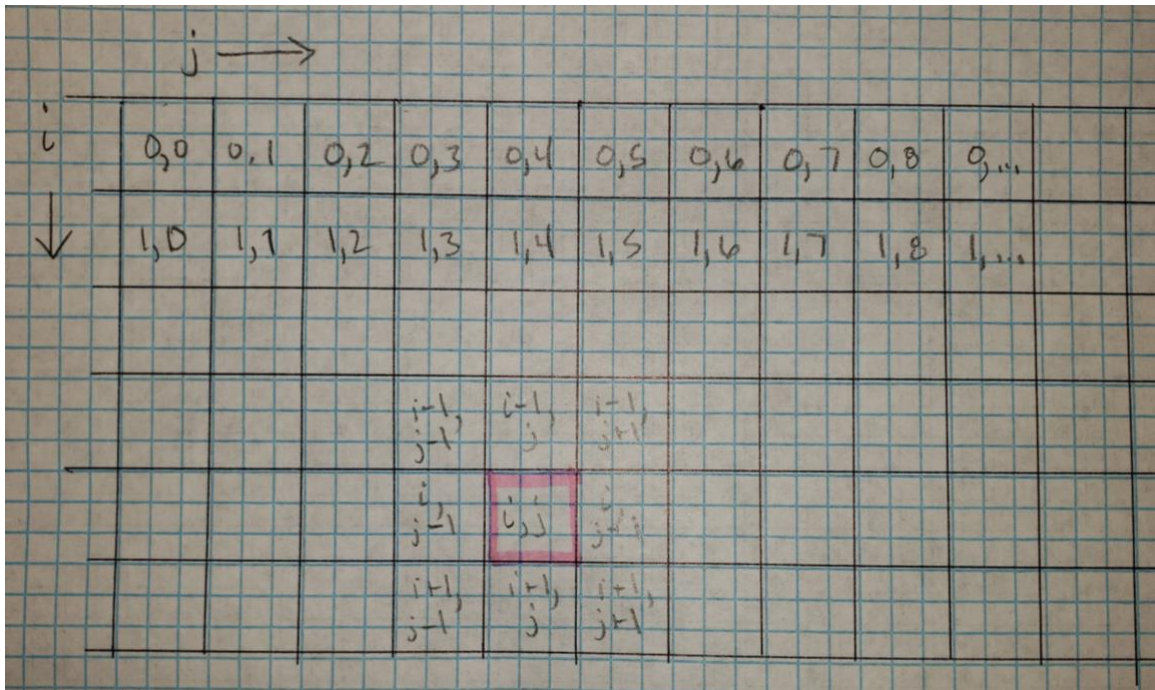 j
i
0,0 0,1 0,2 0,3 0,4 0,5 0,6 0,7 0,8 0,...
1,0 1,1 1,2 1,3 1,4 1,5 1,6 1,7 1,8 1,...
i-1, i-1, i-1,
j-1 j j+1
i, i,j i,
j-1 j+1
i+1, i+1, i+1,
j-1 j j+1